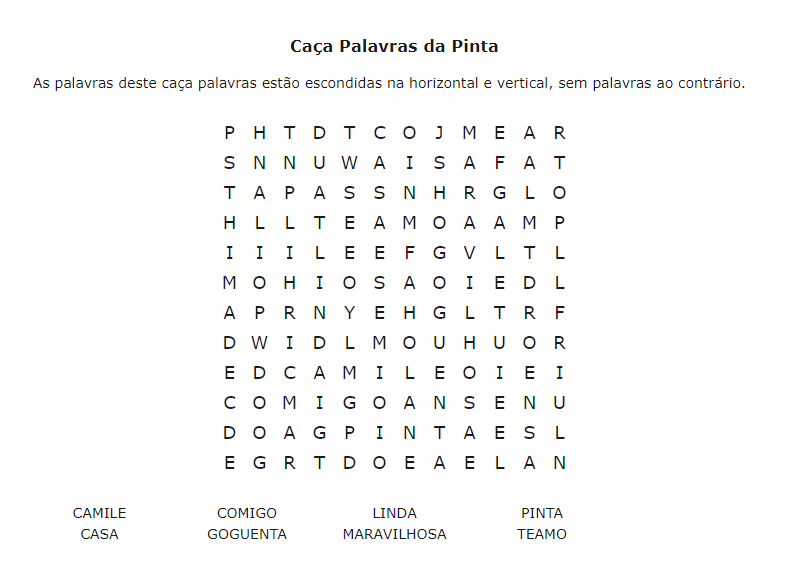 Caça Palavras da Pinta
As palavras deste caça palavras estão escondidas na horizontal e vertical, sem palavras ao contrário.
P H T D T C O J M E A R
S N N U W A I S A F A T
T A P A S S N H R G L O
H L L T E A M O A A M P
I I I L E E F G V L T L
M O H I O S A O I E D L
A P R N Y E H G L T R F
D W I D L M O U H U O R
E D C A M I L E O I E I
C O M I G O A N S E N U
D O A G P I N T A E S L
E G R T D O E A E L A N
CAMILE COMIGO LINDA PINTA
CASA GOGUENTA MARAVILHOSA TEAMO